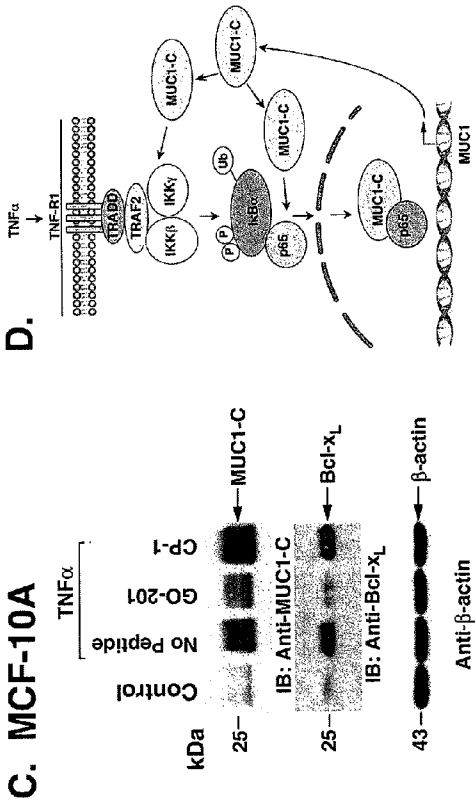 C. MCF-10A
TNFα
kDa
Control
No Peptide
GO-201
CP-1
25
MUC1-C
IB: Anti-MUC1-C
25
Bcl-xL
IB: Anti-Bcl-xL
43
β-actin
Anti-β-actin
D.
TNFα
TNF-R1
TRADD
TRAF2
IKKβ
IKKγ
MUC1-C
MUC1-C
P
P
Ub
IκBα
p65
MUC1-C
MUC1-C
p65
MUC1